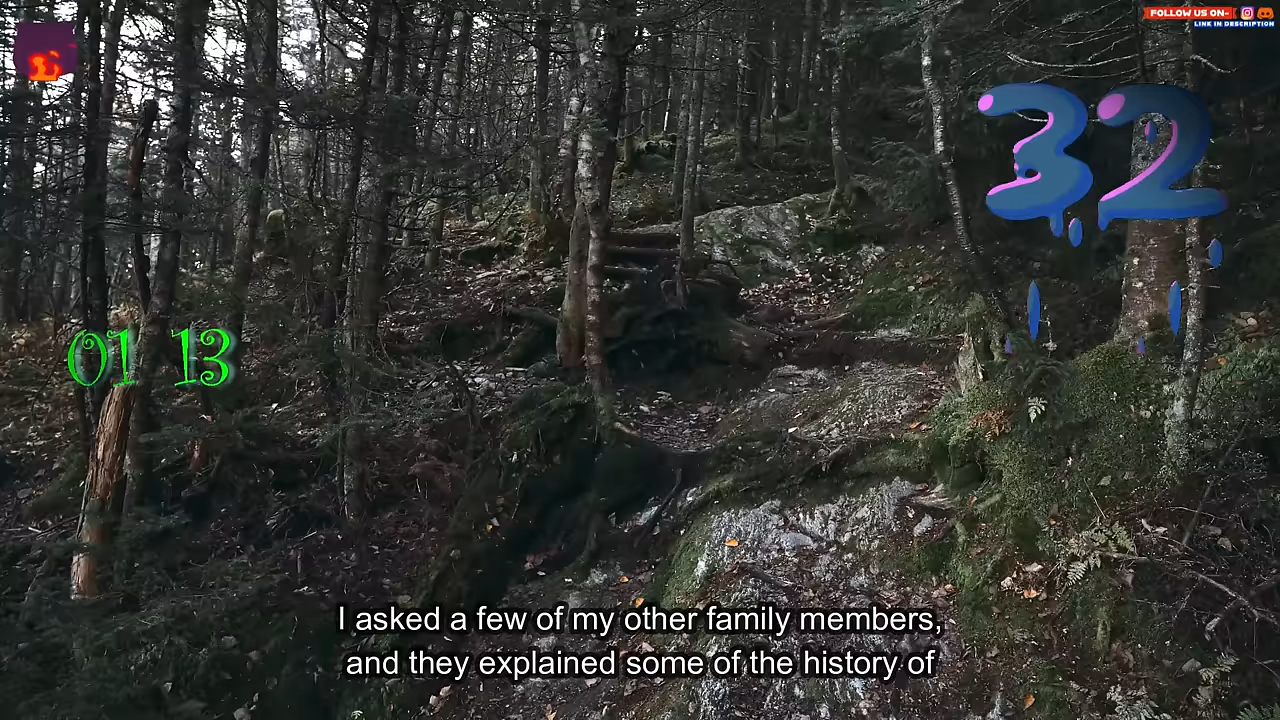 FOLLOW US ON-
LINK IN DESCRIPTION
32
01 13
I asked a few of my other family members,
and they explained some of the history of